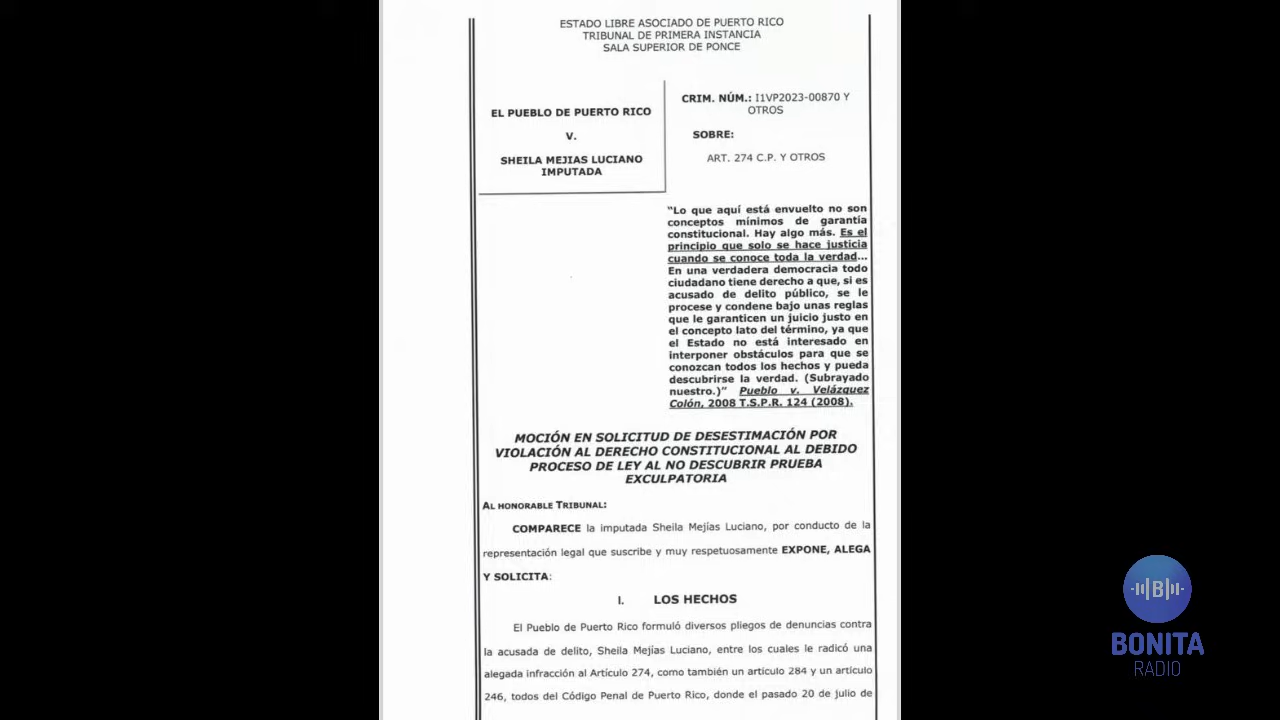 ESTADO LIBRE ASOCIADO DE PUERTO RICO
TRIBUNAL DE PRIMERA INSTANCIA
SALA SUPERIOR DE PONCE
EL PUEBLO DE PUERTO RICO
V.
SHEILA MEJIAS LUCIANO
IMPUTADA
CRIM. NÚM.: I1VP2023-00870 Y
OTROS
SOBRE:
ART. 274 C.P. Y OTROS
"Lo que aquí está envuelto no son
conceptos mínimos de garantía
constitucional. Hay algo más. Es el
principio que solo se hace justicia
cuando se conoce toda la verdad...
En una verdadera democracia todo
ciudadano tiene derecho a que, si es
acusado de delito público, se le
procese y condene bajo unas reglas
que le garanticen un juicio justo en
el concepto lato del término, ya que
el Estado no está interesado en
interponer obstáculos para que se
conozcan todos los hechos y pueda
descubrirse la verdad. (Subrayado
nuestro.)" Pueblo v. Velázquez
Colón, 2008 T.S.P.R. 124 (2008).
MOCIÓN EN SOLICITUD DE DESESTIMACIÓN POR
VIOLACIÓN AL DERECHO CONSTITUCIONAL AL DEBIDO
PROCESO DE LEY AL NO DESCUBRIR PRUEBA
EXCULPATORIA
AL HONORABLE TRIBUNAL:
COMPARECE la imputada Sheila Mejías Luciano, por conducto de la
representación legal que suscribe y muy respetuosamente EXPONE, ALEGA
Y SOLICITA:
I. LOS HECHOS
El Pueblo de Puerto Rico formuló diversos pliegos de denuncias contra
la acusada de delito, Sheila Mejías Luciano, entre los cuales le radicó una
alegada infracción al Artículo 274, como también un artículo 284 y un artículo
246, todos del Código Penal de Puerto Rico, donde el pasado 20 de julio de
B
BONITA
RADIO